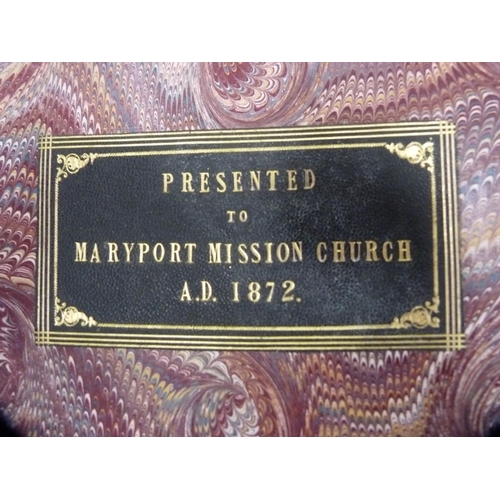 PRESENTED
TO
MARYPORT MISSION CHURCH
A.D. 1872.